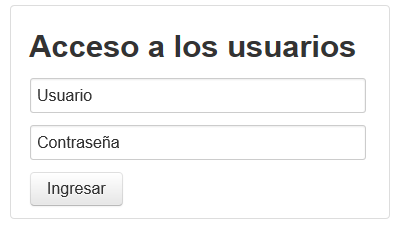 Acceso a los usuarios
Usuario
Contraseña
Ingresar